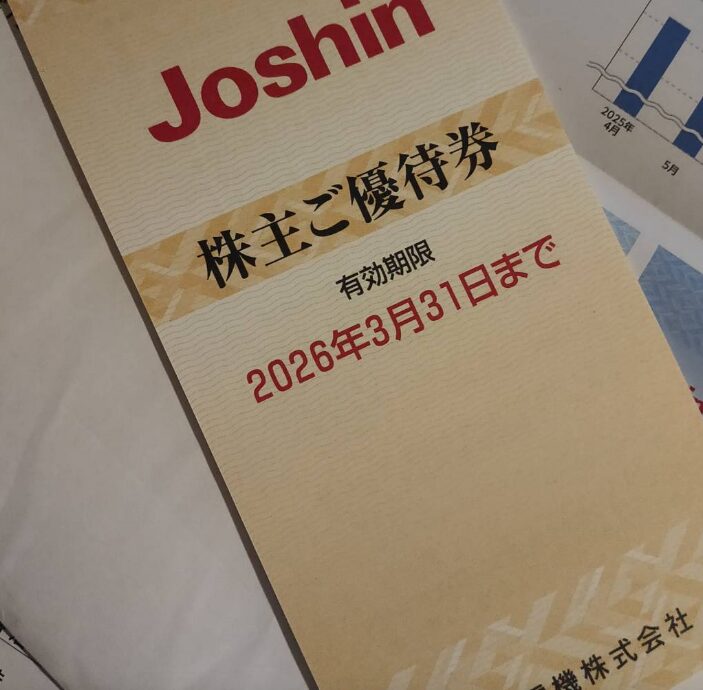 Joshin
株主ご優待券
有効期限
2026年3月31日まで
機株式会社
2025年
4月
5月